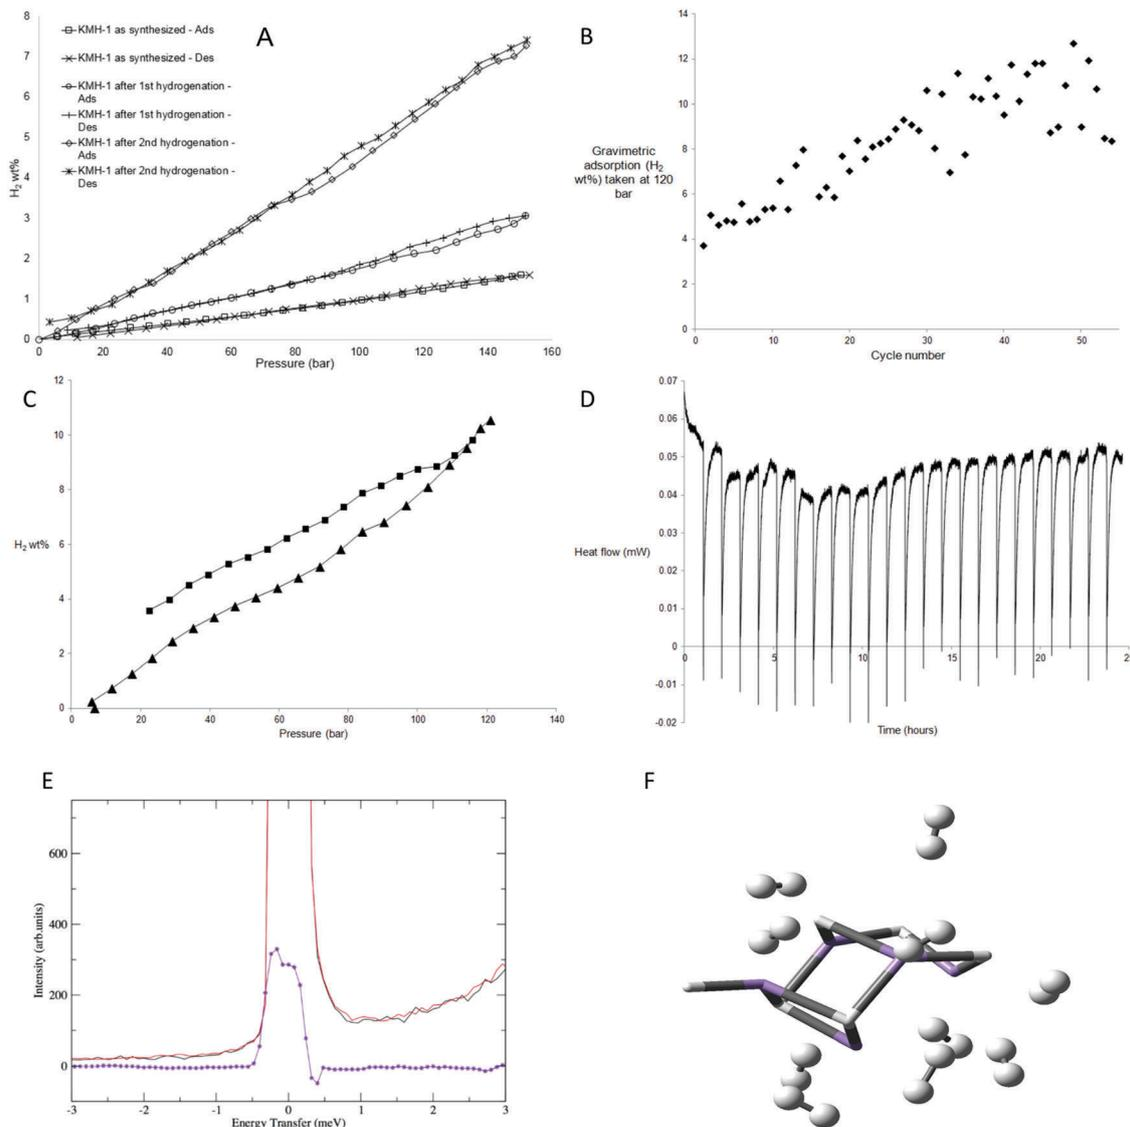 A
KMH-1 as synthesized - Ads
KMH-1 as synthesized - Des
KMH-1 after 1st hydrogenation -
Ads
KMH-1 after 1st hydrogenation -
Des
KMH-1 after 2nd hydrogenation -
Ads
KMH-1 after 2nd hydrogenation -
Des
H2 wt%
8
7
6
5
4
3
2
1
0
0 20 40 60 80 100 120 140 160
Pressure (bar)
B
Gravimetric
adsorption (H2
wt%) taken at 120
bar
14
12
10
8
6
4
2
0
0 10 20 30 40 50
Cycle number
C
H2 wt%
12
10
8
6
4
2
0
0 20 40 60 80 100 120 140
Pressure (bar)
D
Heat flow (mW)
0.07
0.06
0.05
0.04
0.03
0.02
0.01
0
-0.01
-0.02
0 5 10 15 20 25
Time (hours)
E
Intensity (arb.units)
600
400
200
0
-3 -2 -1 0 1 2 3
Energy Transfer (meV)
F